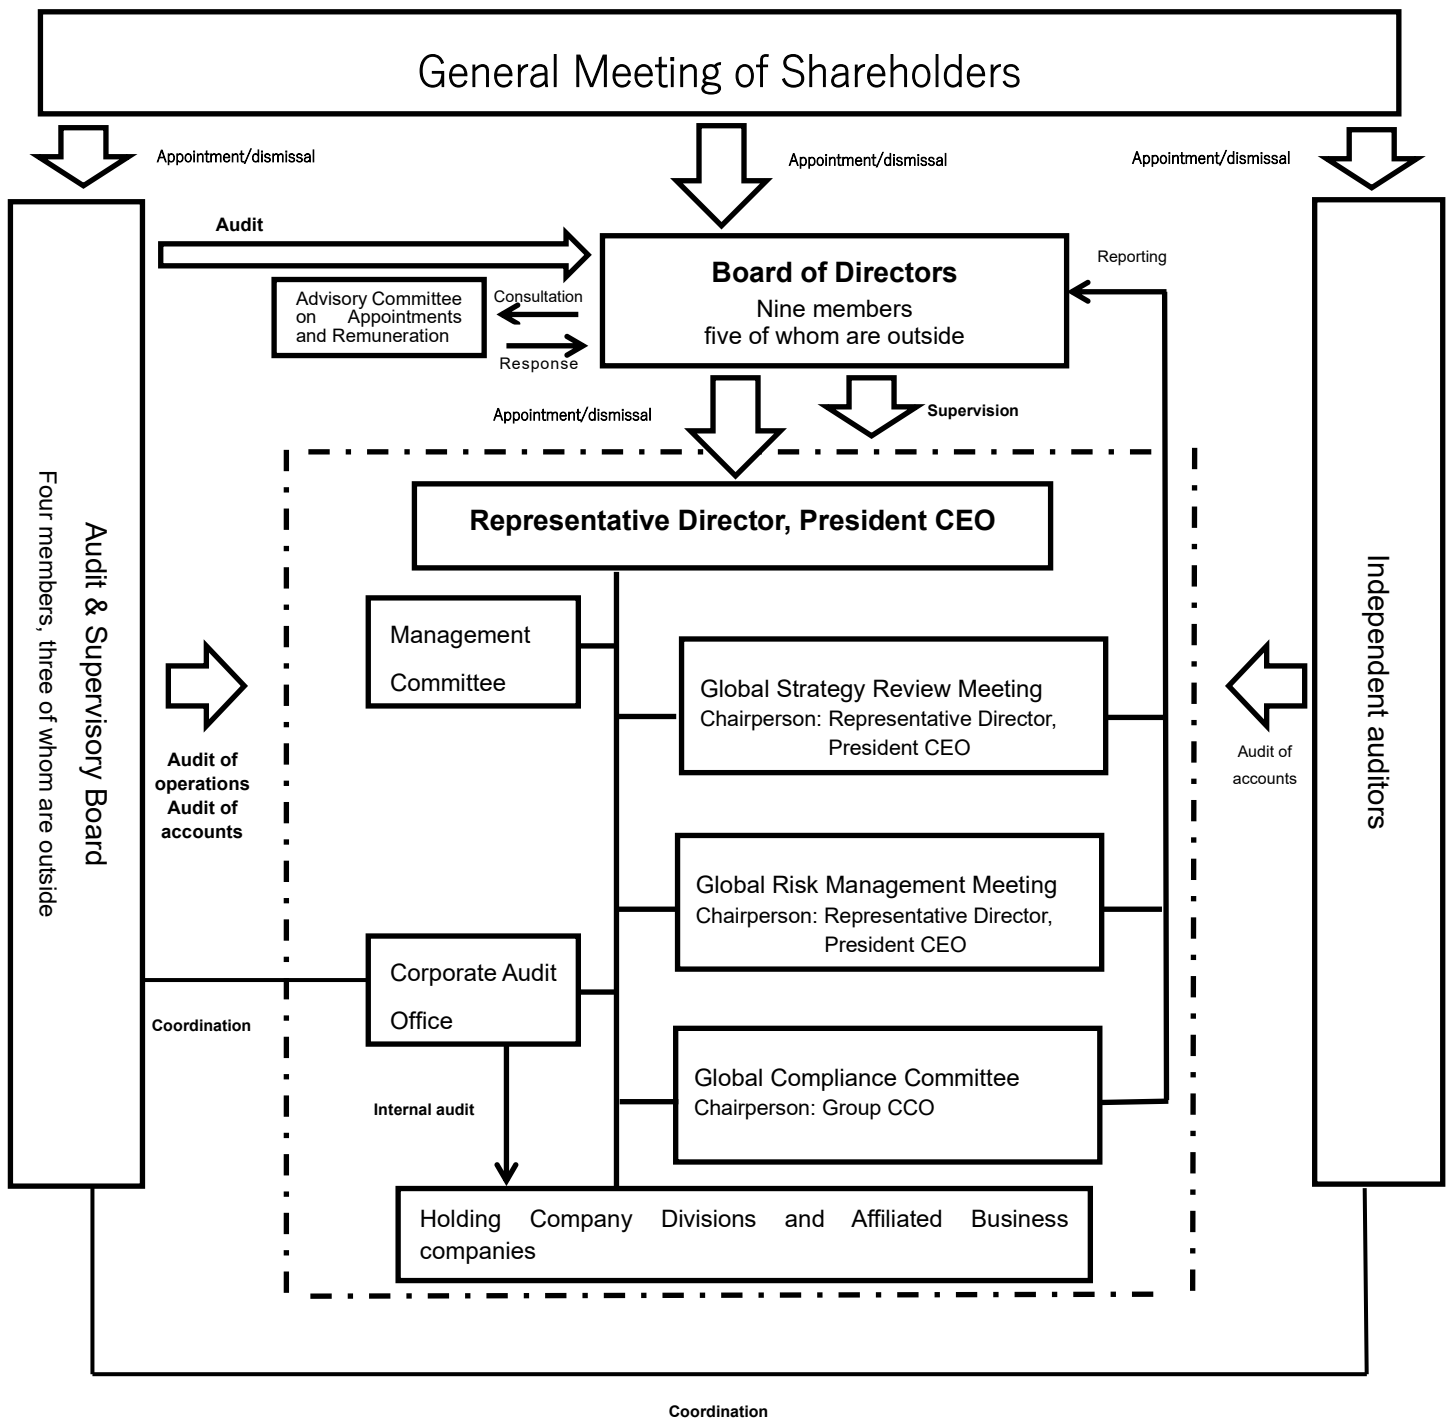 General Meeting of Shareholders
Appointment/dismissal
Appointment/dismissal
Appointment/dismissal
Audit
Board of Directors
Nine members
five of whom are outside
Reporting
Advisory Committee
on Appointments
and Remuneration
Consultation
Response
Appointment/dismissal
Supervision
Representative Director, President CEO
Audit & Supervisory Board
Four members, three of whom are outside
Independent auditors
Management
Committee
Global Strategy Review Meeting
Chairperson: Representative Director,
President CEO
Audit of
operations
Audit of
accounts
Audit of
accounts
Global Risk Management Meeting
Chairperson: Representative Director,
President CEO
Corporate Audit
Office
Coordination
Global Compliance Committee
Chairperson: Group CCO
Internal audit
Holding Company Divisions and Affiliated Business
companies
Coordination